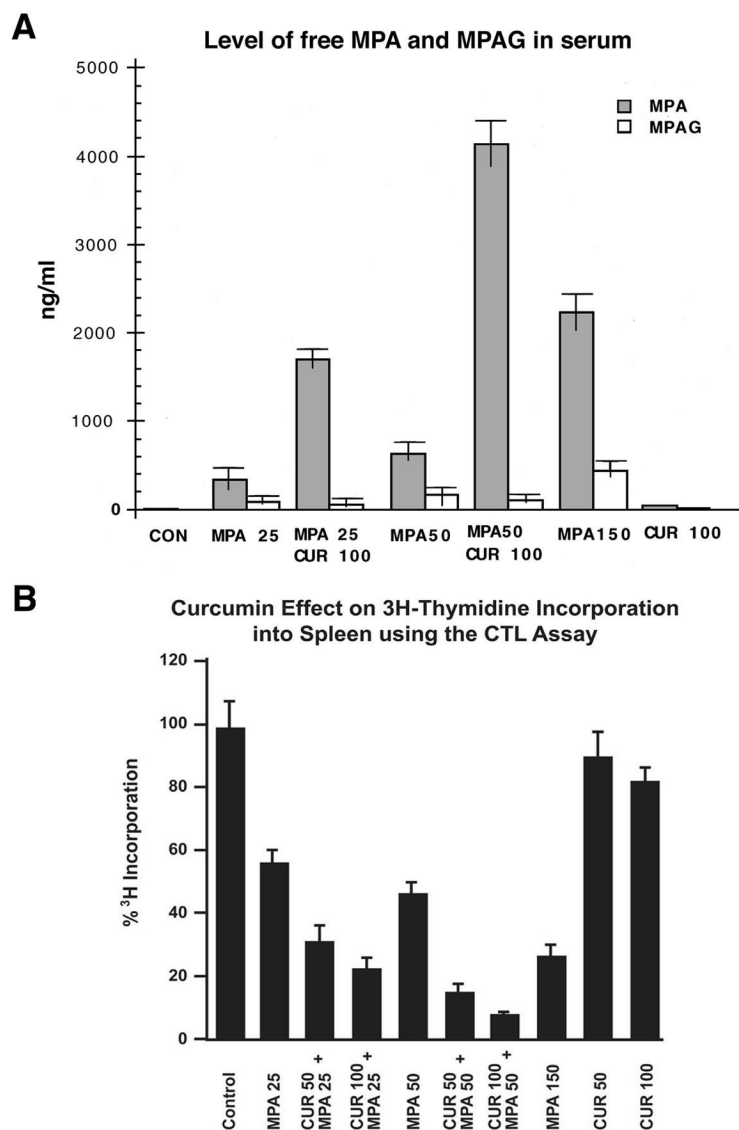 A
Level of free MPA and MPAG in serum
5000
4000
3000
2000
1000
0
ng/ml
MPA
MPAG
CON
MPA 25
MPA 25
CUR 100
MPA50
MPA50
CUR 100
MPA150
CUR 100
B
Curcumin Effect on 3H-Thymidine Incorporation
into Spleen using the CTL Assay
120
100
80
60
40
20
0
% ³H Incorporation
Control
MPA 25
CUR 50 +
MPA 25
CUR 100 +
MPA 25
MPA 50
CUR 50 +
MPA 50
CUR 100 +
MPA 50
MPA 150
CUR 50
CUR 100